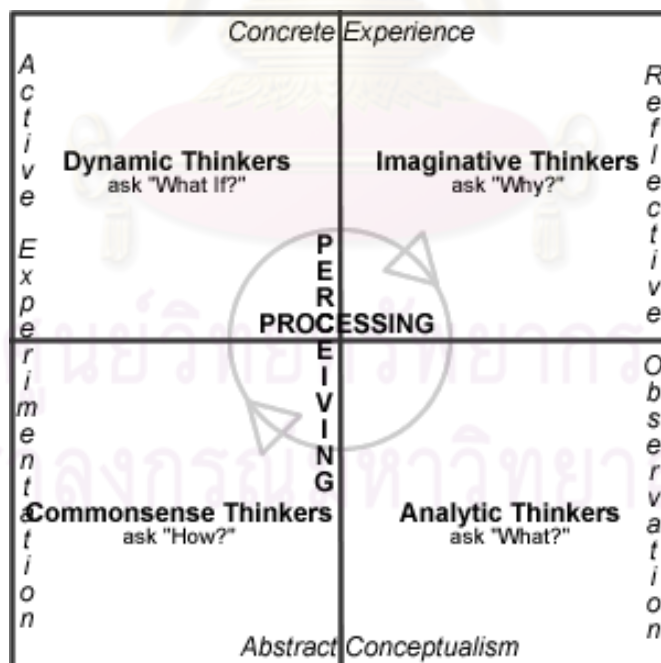 Concrete Experience
Active Experimentation
Reflective Observation
Dynamic Thinkers
ask "What If?"
Imaginative Thinkers
ask "Why?"
PERCEIVING
PROCESSING
Commonsense Thinkers
ask "How?"
Analytic Thinkers
ask "What?"
Abstract Conceptualism